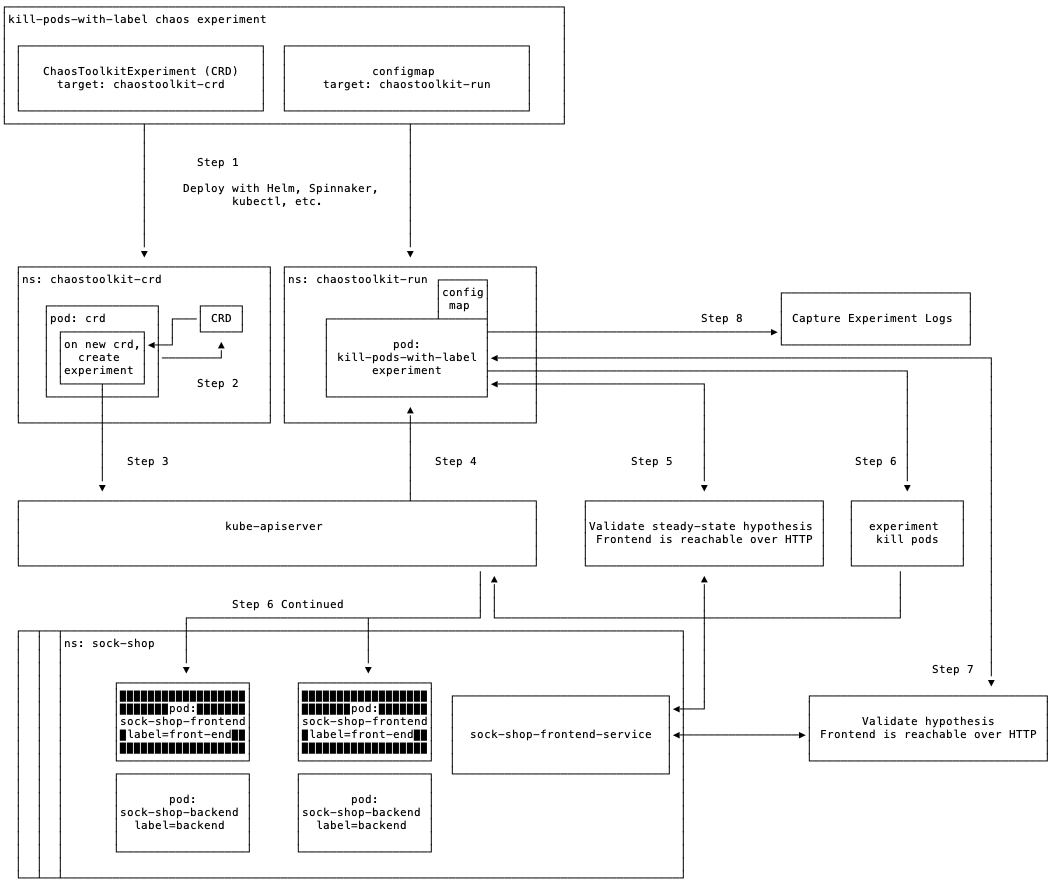 kill-pods-with-label chaos experiment
ChaosToolkitExperiment (CRD)
target: chaostoolkit-crd
configmap
target: chaostoolkit-run
Step 1
Deploy with Helm, Spinnaker,
kubectl, etc.
ns: chaostoolkit-crd
pod: crd
on new crd,
create
experiment
CRD
Step 2
ns: chaostoolkit-run
config
map
pod:
kill-pods-with-label
experiment
Step 8
Capture Experiment Logs
Step 3
Step 4
Step 5
Step 6
kube-apiserver
Validate steady-state hypothesis
Frontend is reachable over HTTP
experiment
kill pods
Step 6 Continued
ns: sock-shop
Step 7
pod:
sock-shop-frontend
label=front-end
pod:
sock-shop-frontend
label=front-end
sock-shop-frontend-service
Validate hypothesis
Frontend is reachable over HTTP
pod:
sock-shop-backend
label=backend
pod:
sock-shop-backend
label=backend